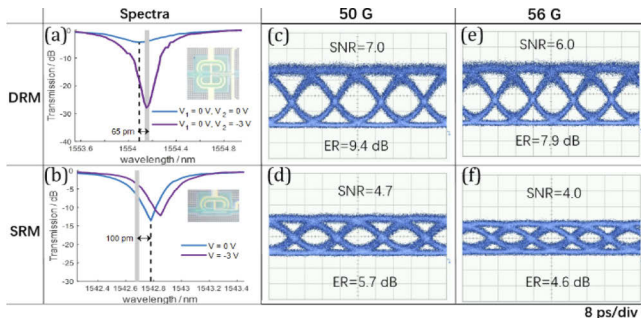 Spectra 50 G 56 G
DRM
(a)
Transmission / dB
0
-10
-20
-30
-40
65 pm
V1 = 0 V, V2 = 0 V
V1 = 0 V, V2 = -3 V
1553.6 1554 1554.4 1554.8
wavelength / nm
(c)
SNR=7.0
ER=9.4 dB
(e)
SNR=6.0
ER=7.9 dB
SRM
(b)
Transmission / dB
0
-5
-10
-15
-20
-25
-30
100 pm
V = 0 V
V = -3 V
1542.4 1542.6 1542.8 1543 1543.2 1543.4
wavelength / nm
(d)
SNR=4.7
ER=5.7 dB
(f)
SNR=4.0
ER=4.6 dB
8 ps/div